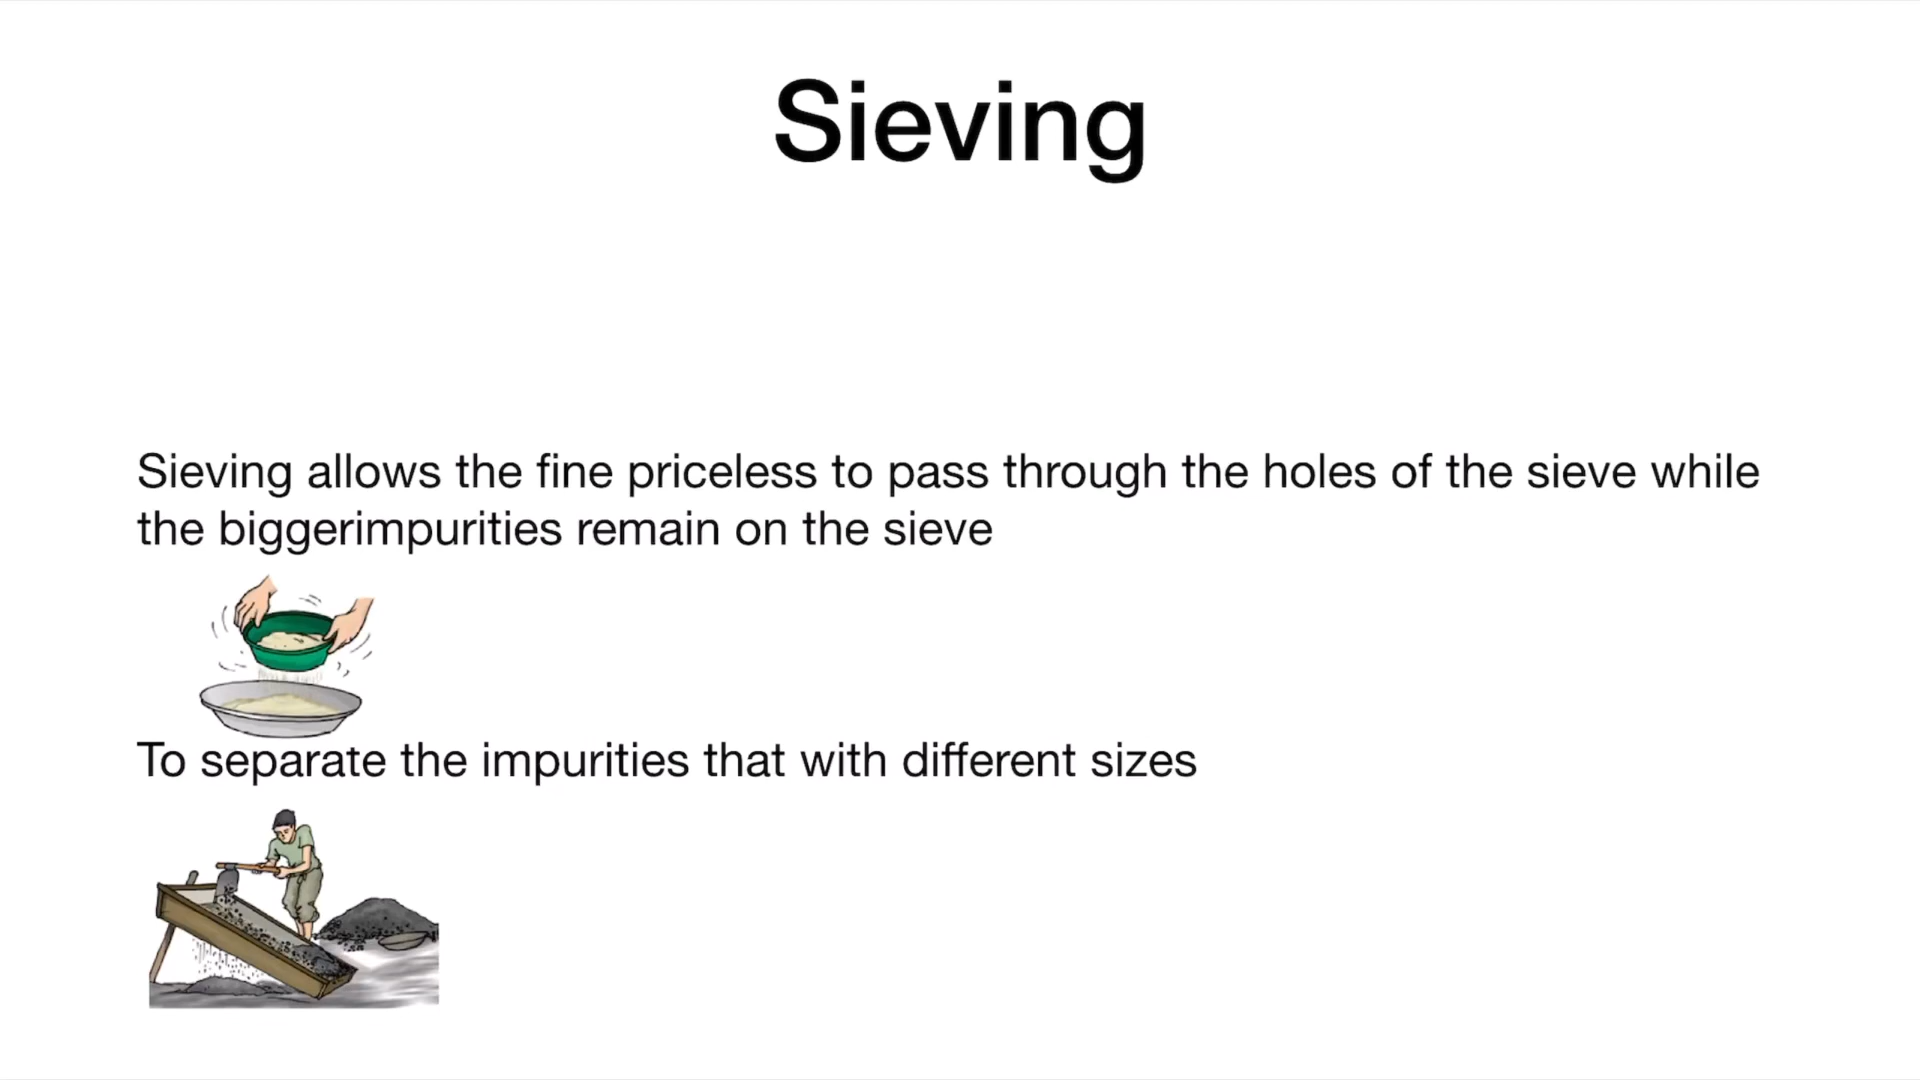 Sieving
Sieving allows the fine priceless to pass through the holes of the sieve while
the biggerimpurities remain on the sieve
To separate the impurities that with different sizes